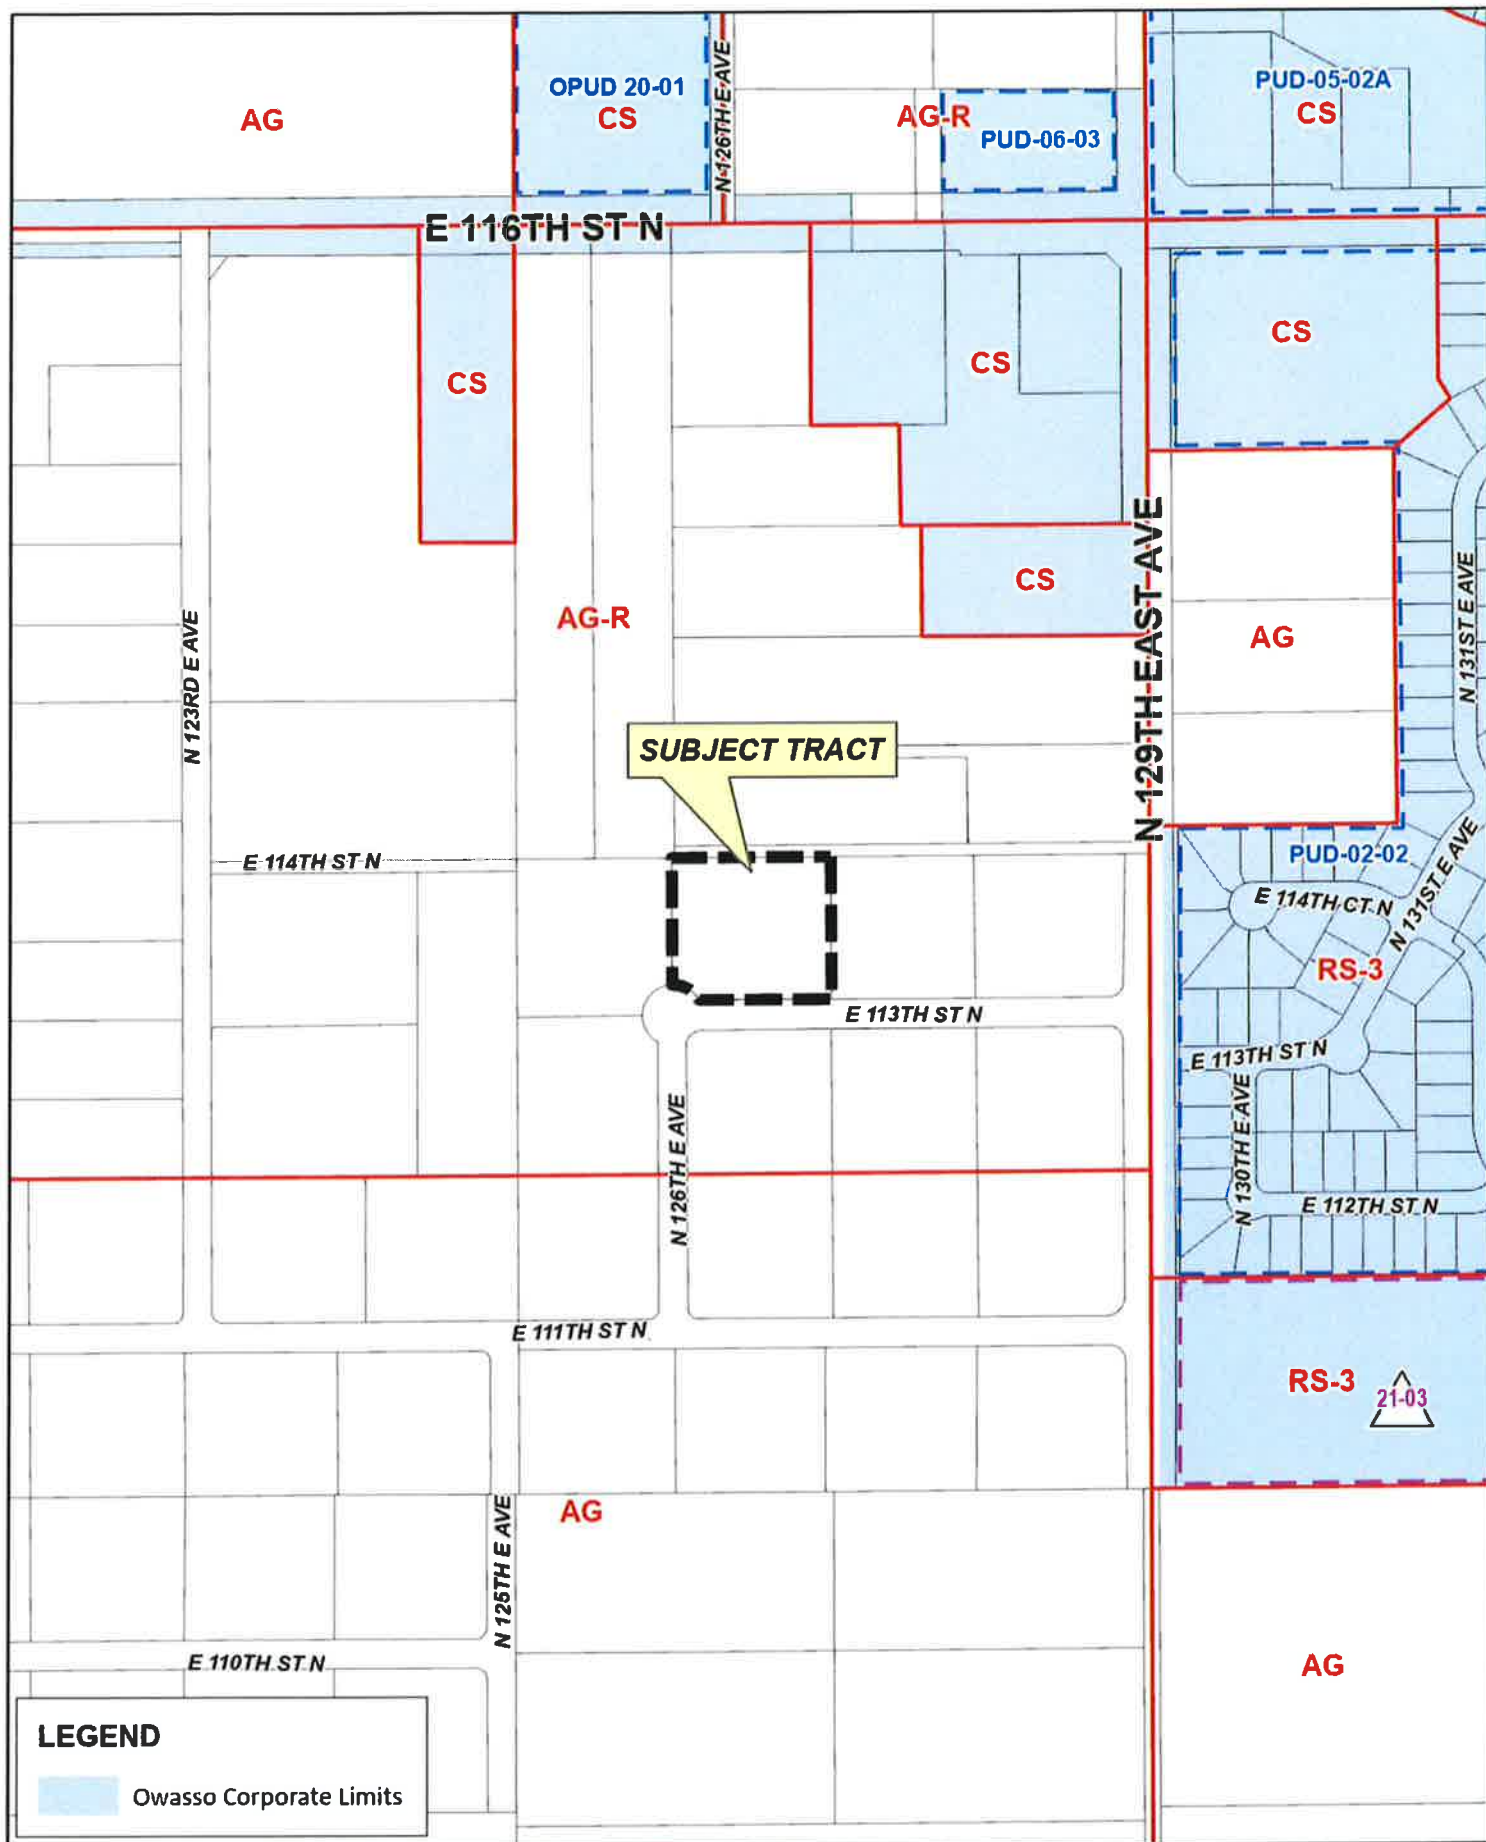 OPUD 20-01
CS
AG
N 126TH E AVE
AG-R
PUD-06-03
PUD-05-02A
CS
E 116TH ST N
CS
CS
CS
CS
AG-R
N 123RD E AVE
N 129TH EAST AVE
AG
N 131ST E AVE
SUBJECT TRACT
E 114TH ST N
PUD-02-02
E 114TH CT N
N 131ST E AVE
RS-3
E 113TH ST N
E 113TH ST N
N 126TH E AVE
N 130TH E AVE
E 112TH ST N
E 111TH ST N
RS-3
21-03
AG
N 125TH E AVE
E 110TH ST N
AG
LEGEND
Owasso Corporate Limits